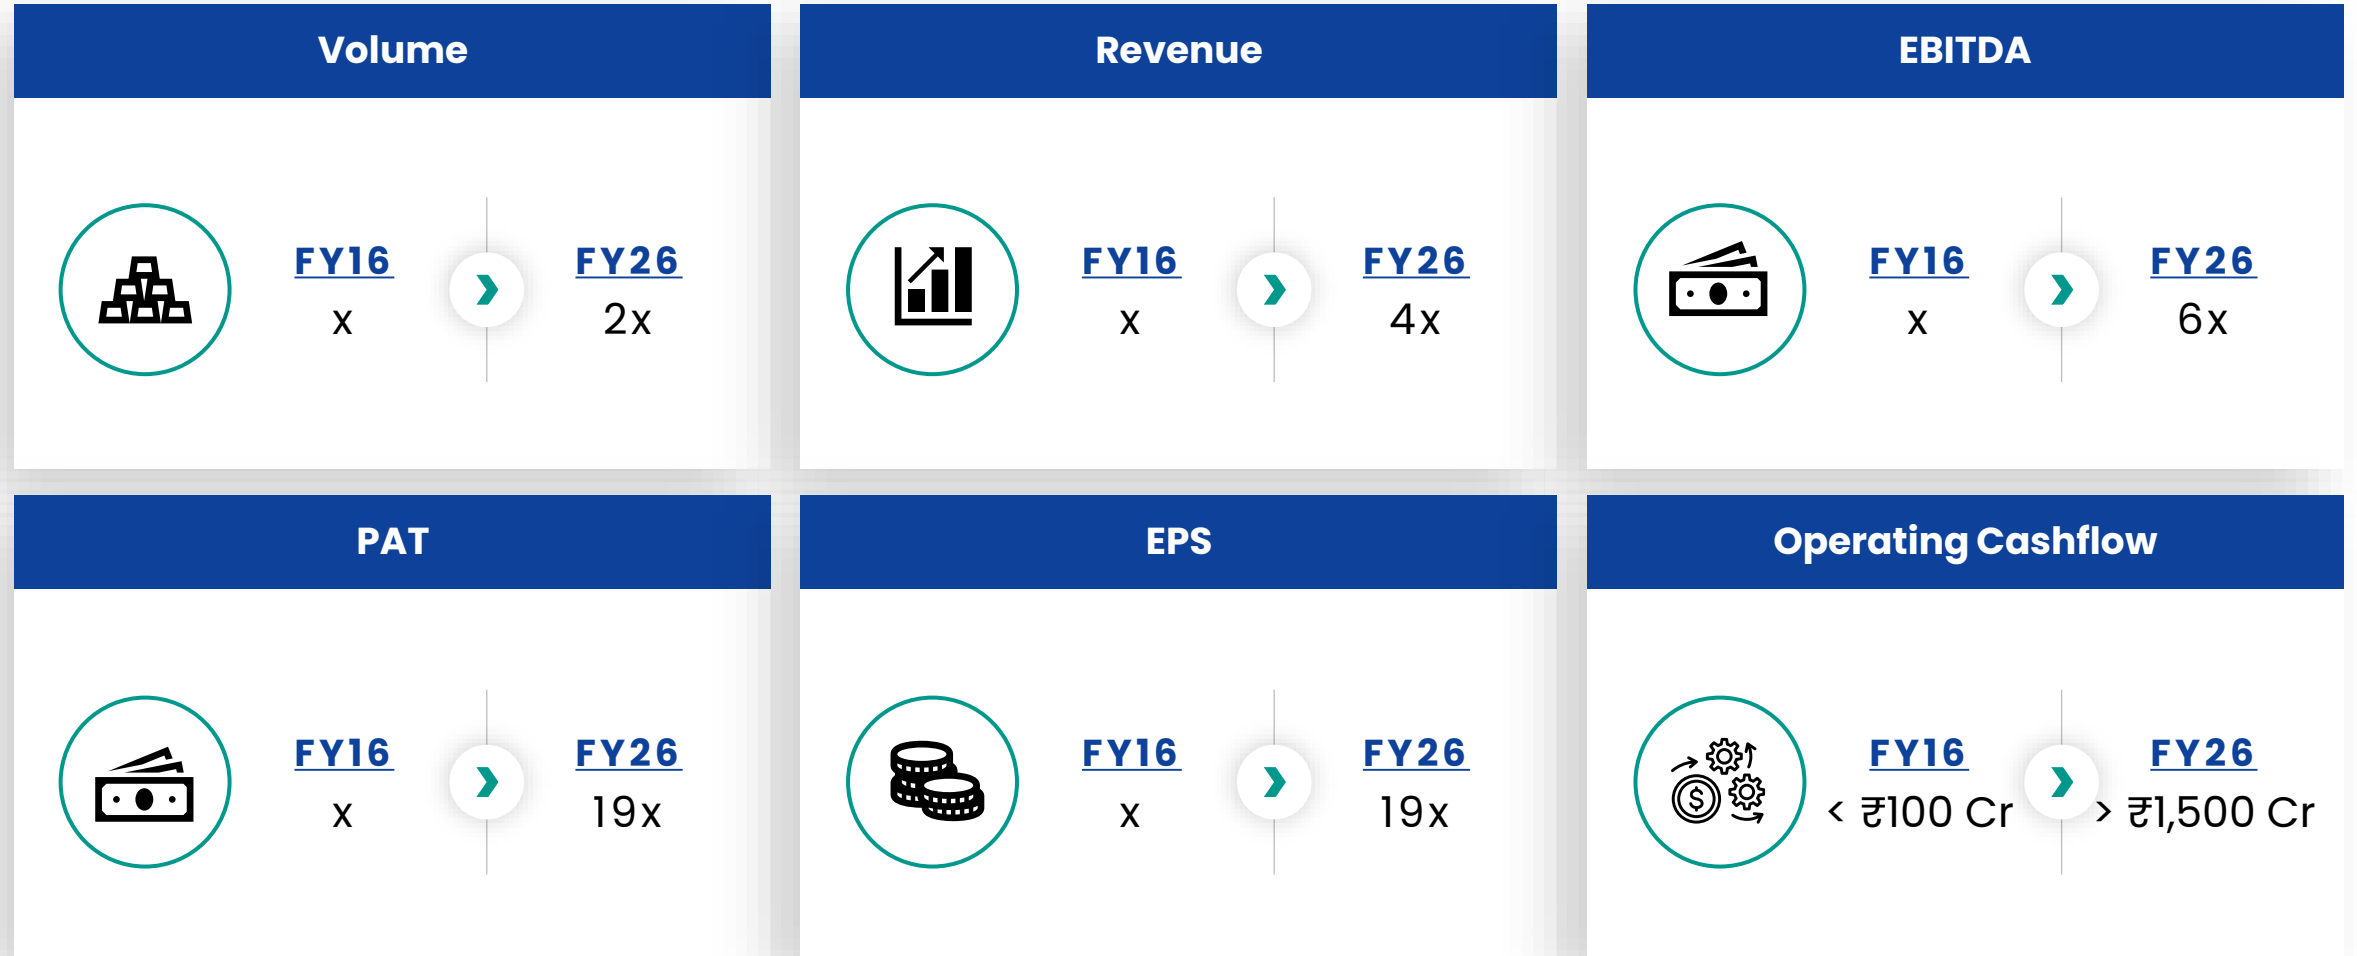 Volume
FY16
x
FY26
2x
Revenue
FY16
x
FY26
4x
EBITDA
FY16
x
FY26
6x
PAT
FY16
x
FY26
19x
EPS
FY16
x
FY26
19x
Operating Cashflow
$
FY16
< ₹100 Cr
FY26
> ₹1,500 Cr